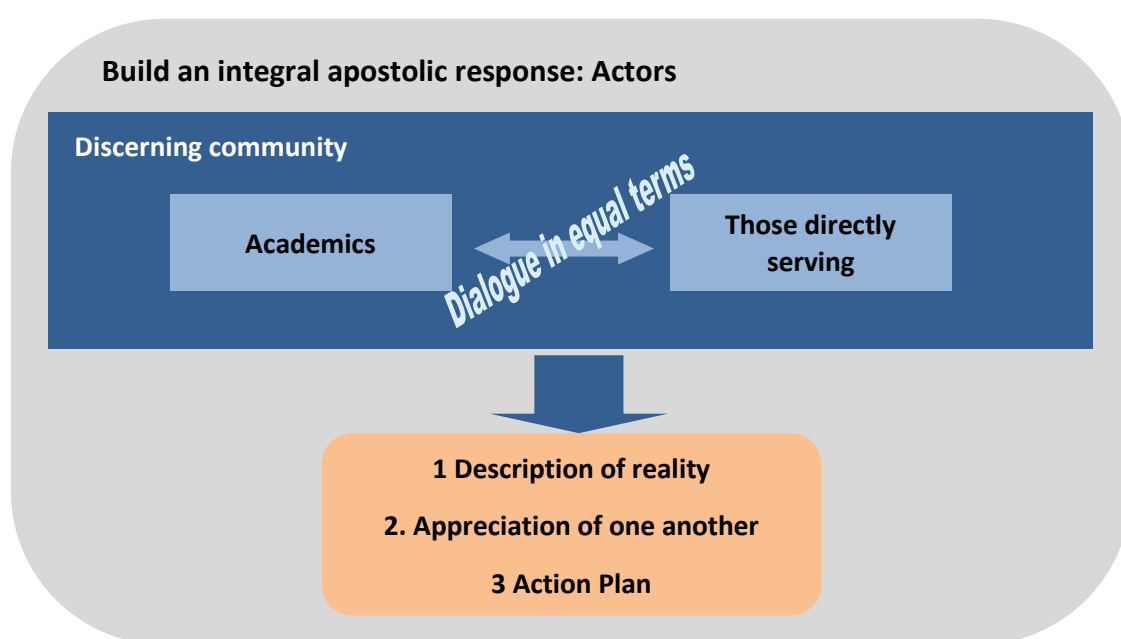 Build an integral apostolic response: Actors
Discerning community
Academics
Dialogue in equal terms
Those directly
serving
1 Description of reality
2. Appreciation of one another
3 Action Plan